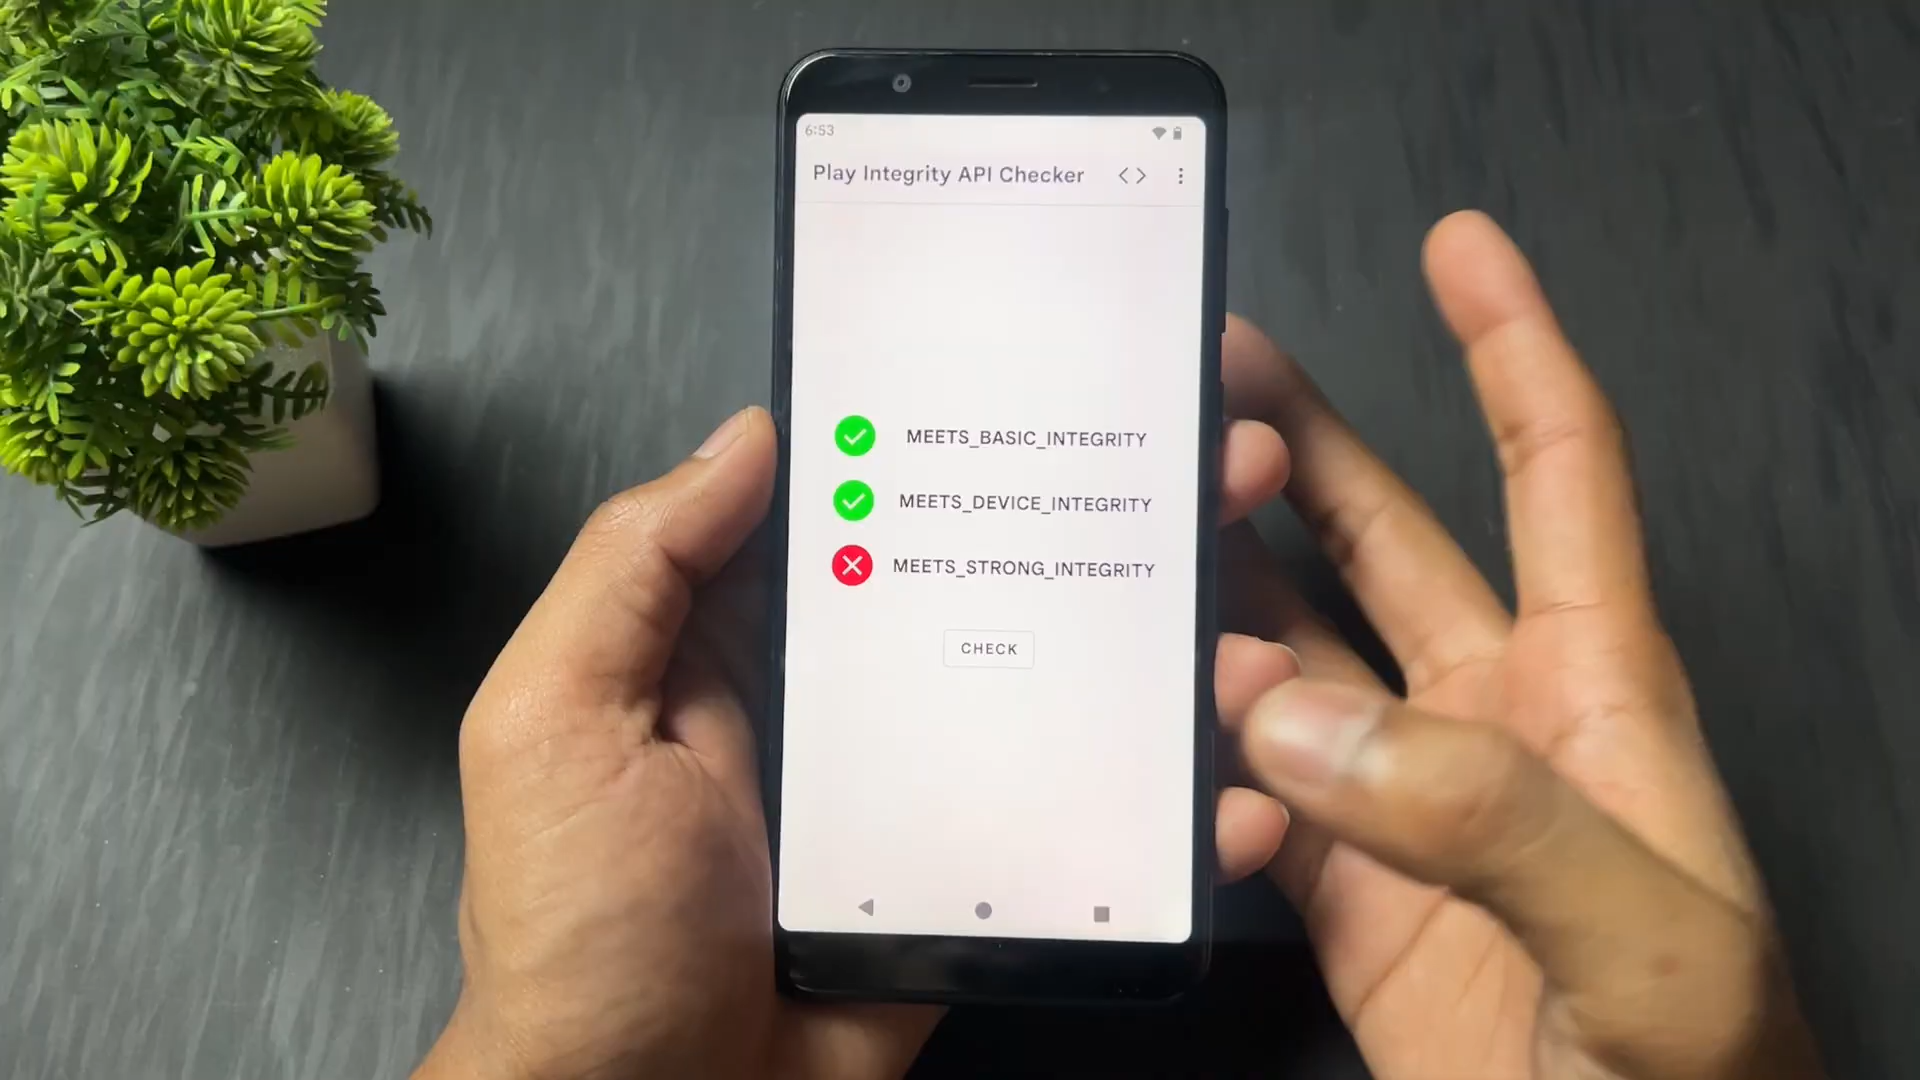 6:53
Play Integrity API Checker
MEETS_BASIC_INTEGRITY
MEETS_DEVICE_INTEGRITY
MEETS_STRONG_INTEGRITY
CHECK